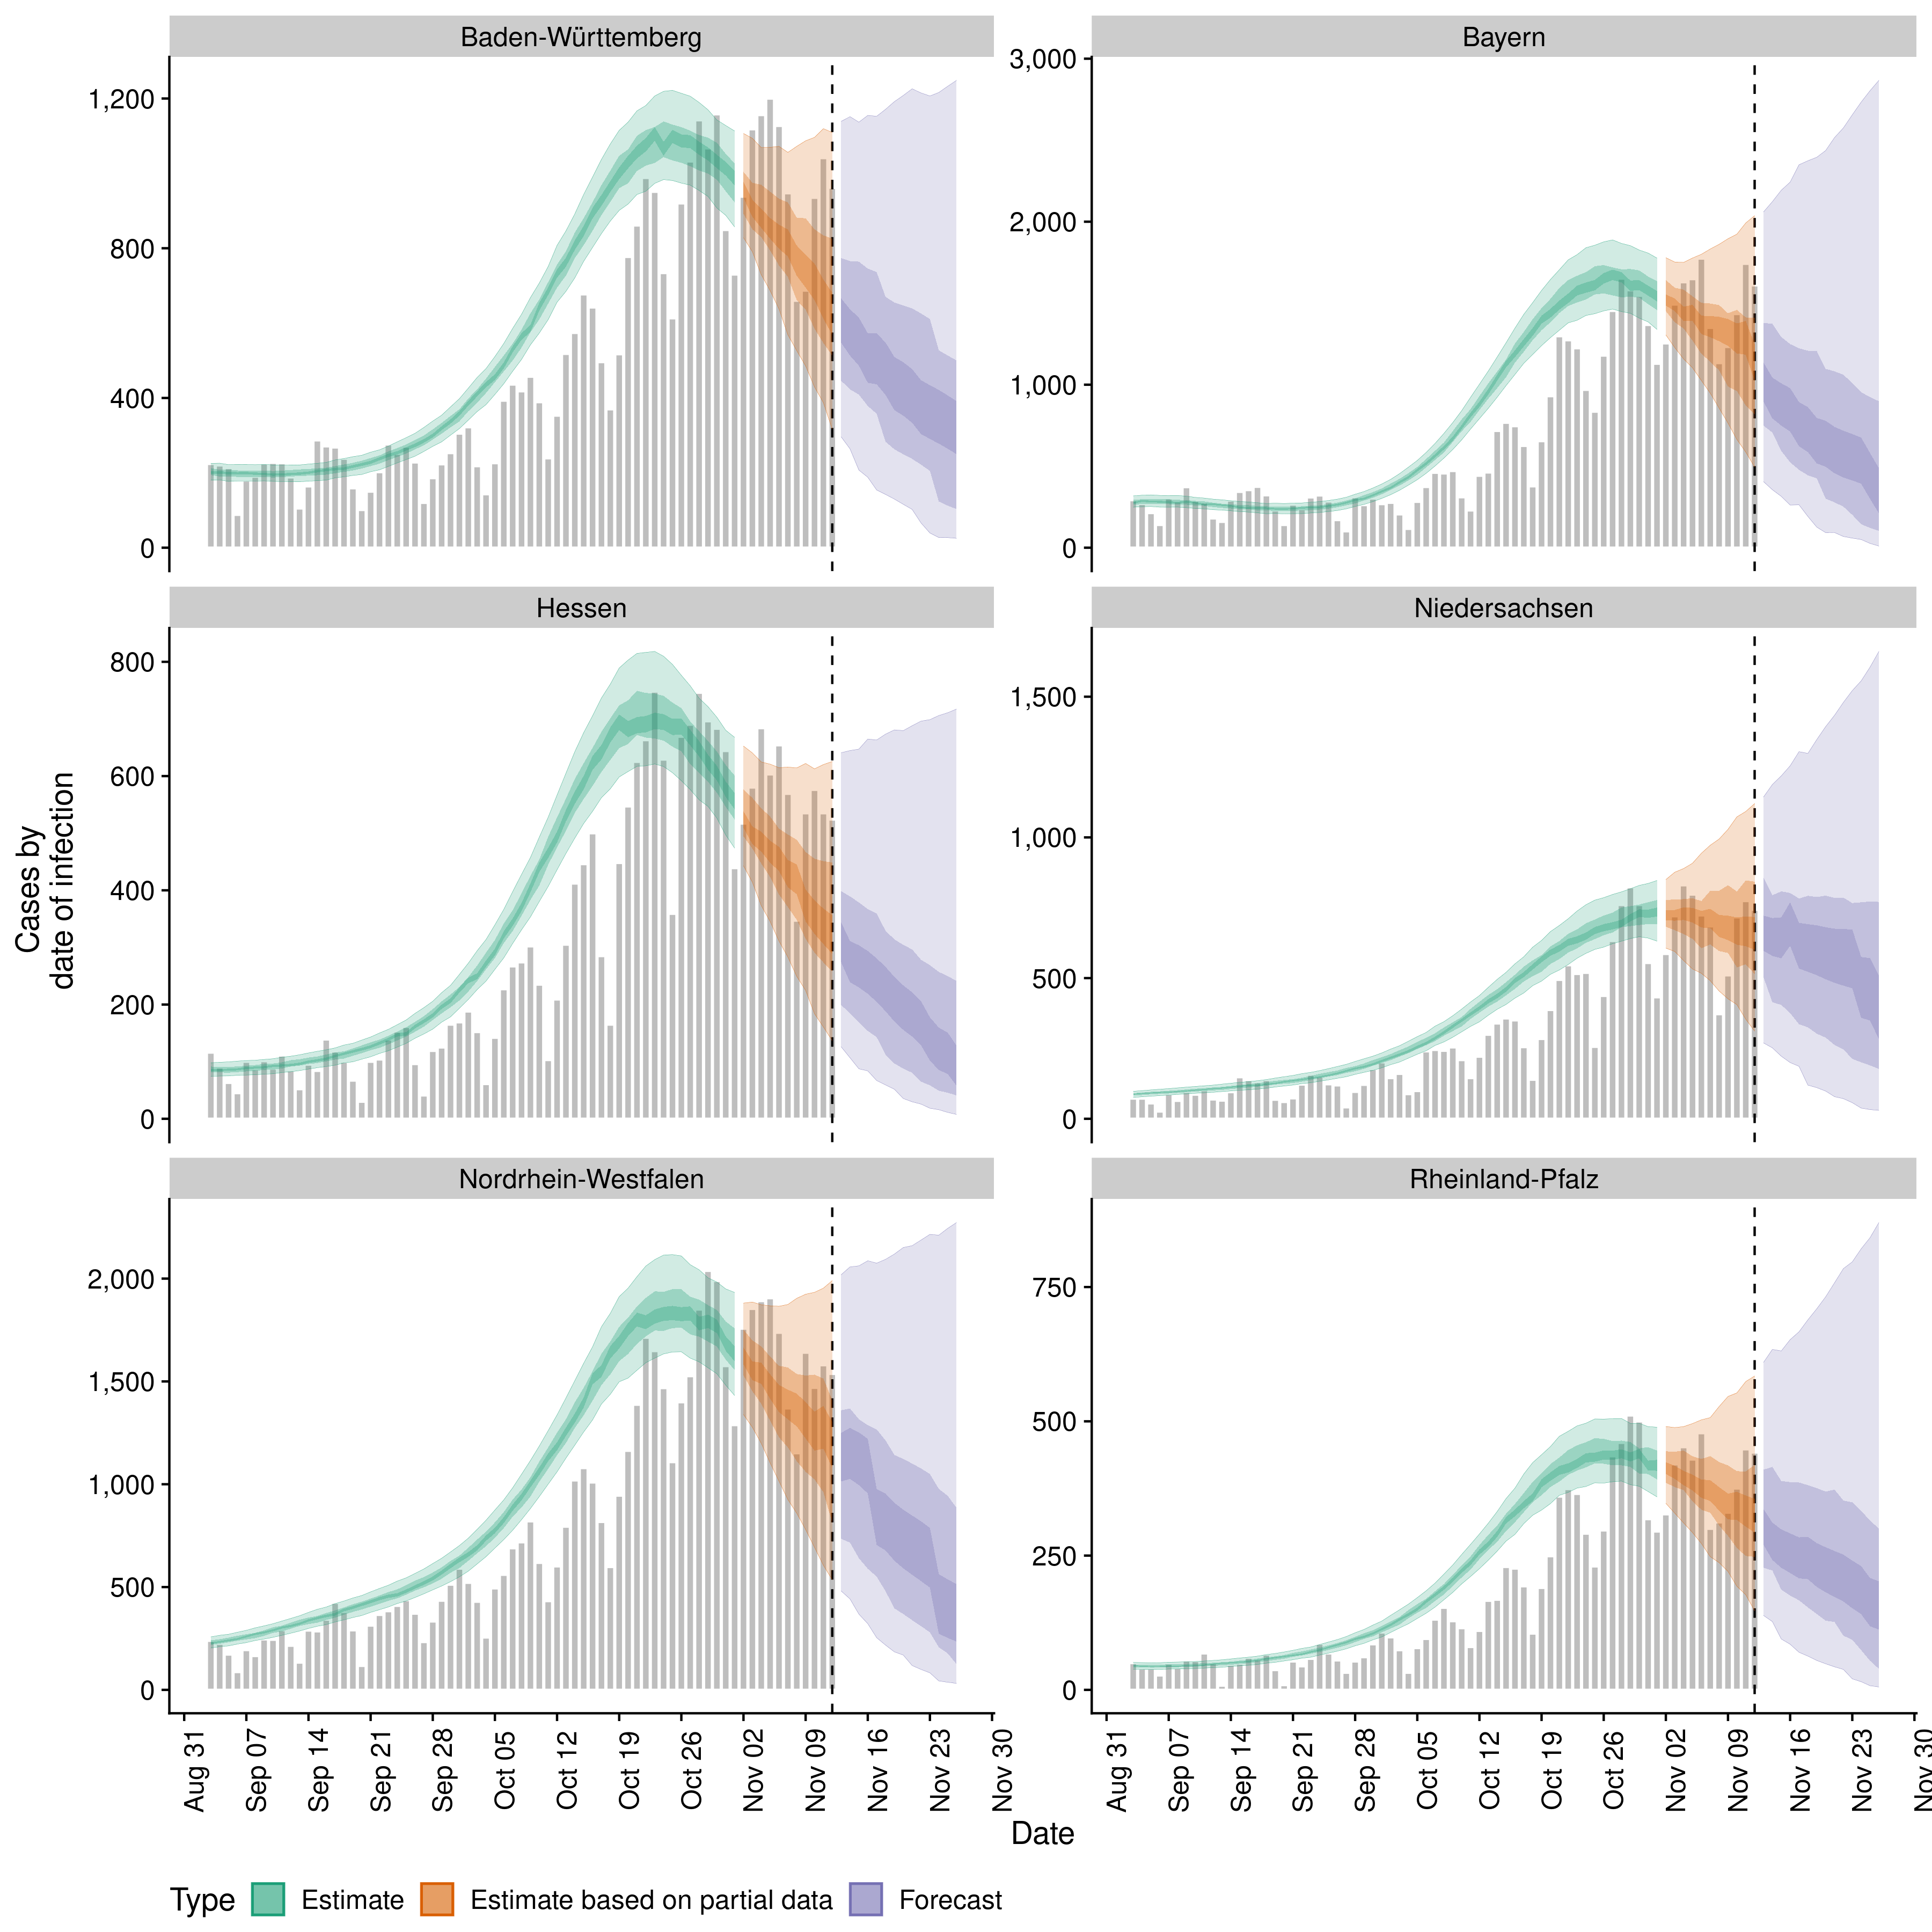 Baden-Württemberg
Bayern
1,200
800
400
0
3,000
2,000
1,000
0
Hessen
Niedersachsen
800
600
400
200
0
1,500
1,000
500
0
Nordrhein-Westfalen
Rheinland-Pfalz
2,000
1,500
1,000
500
0
750
500
250
0
Cases by
date of infection
Aug 31
Sep 07
Sep 14
Sep 21
Sep 28
Oct 05
Oct 12
Oct 19
Oct 26
Nov 02
Nov 09
Nov 16
Nov 23
Nov 30
Aug 31
Sep 07
Sep 14
Sep 21
Sep 28
Oct 05
Oct 12
Oct 19
Oct 26
Nov 02
Nov 09
Nov 16
Nov 23
Nov 30
Date
Type Estimate Estimate based on partial data Forecast